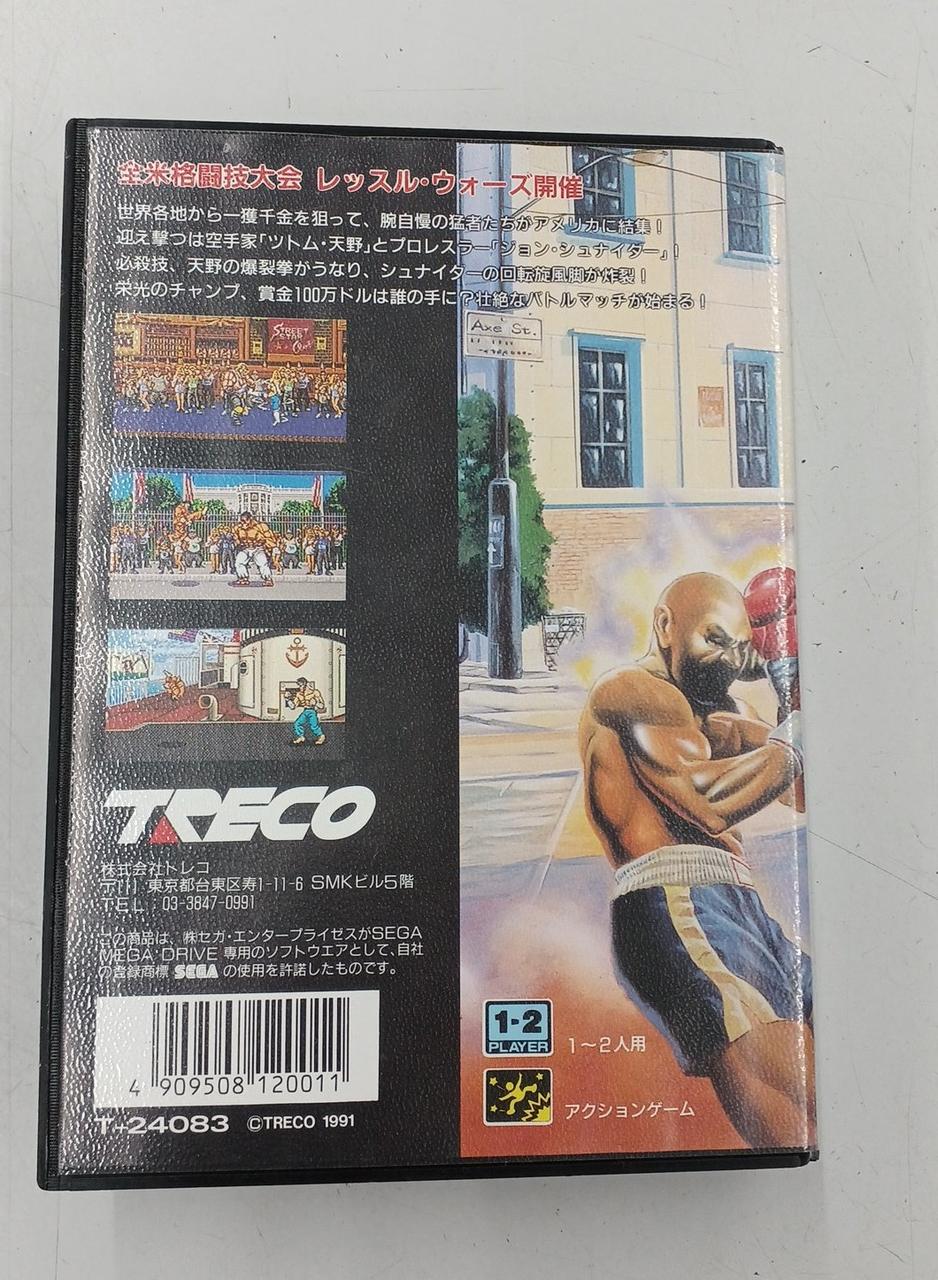 全米格闘技大会 レッスル・ウォーズ開催
世界各地から一獲千金を狙って、腕自慢の猛者たちがアメリカに結集！
迎え撃つは空手家「ツトム・天野」とプロレスラー「ジョン・シュナイダー」！
必殺技、天野の爆裂拳がうなり、シュナイターの回転旋風脚が炸裂！
栄光のチャンプ、賞金100万ドルは誰の手に？壮絶なバトルマッチが始まる！
STREET
Axe St.
TRECO
株式会社トレコ
〒111 東京都台東区寿1-11-6 SMKビル5階
TEL：03-3847-0991
この商品は、㈱セガ・エンタープライゼスがSEGA
MEGA DRIVE 専用のソフトウエアとして、自社
の登録商標 SEGA の使用を許諾したものです。
4 909508 120011
T-24083 ©TRECO 1991
1-2
PLAYER
1〜2人用
アクションゲーム